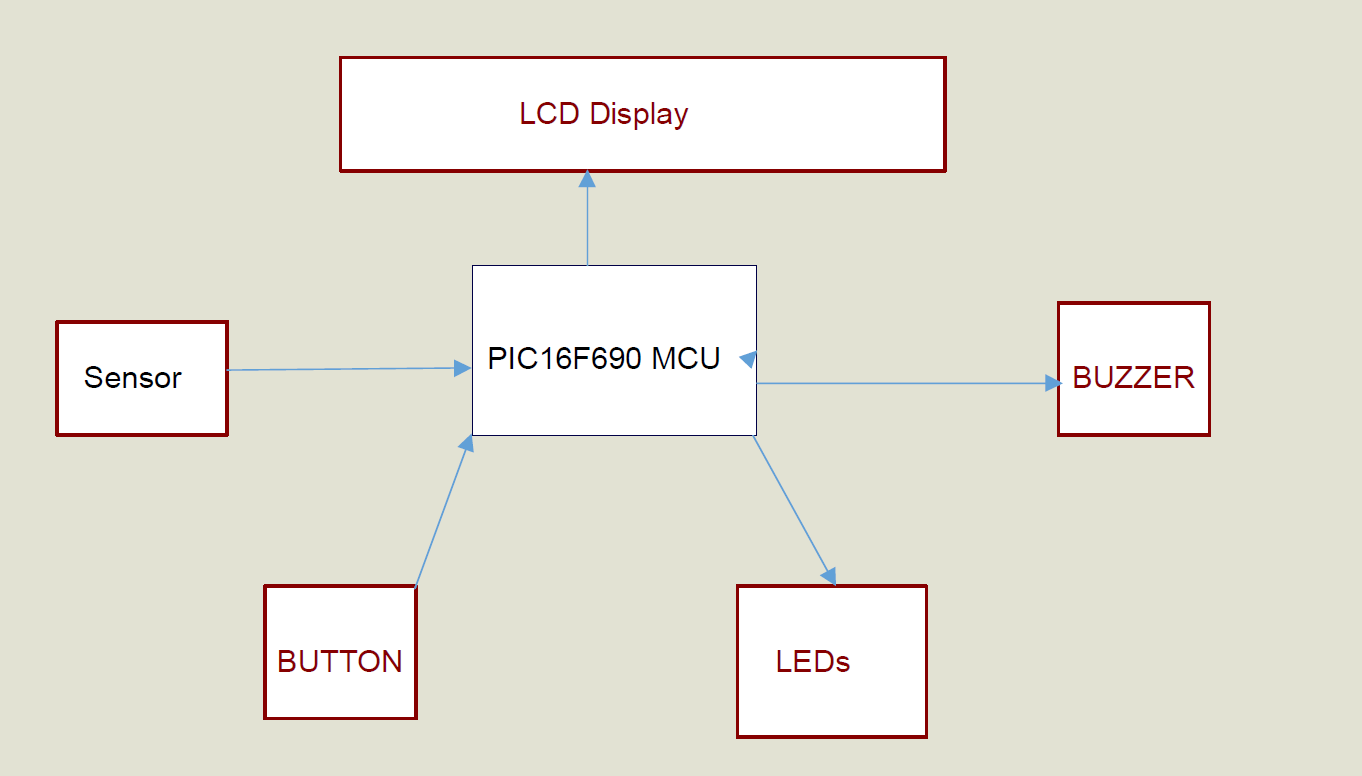 LCD Display
Sensor
PIC16F690 MCU
BUZZER
BUTTON
LEDs